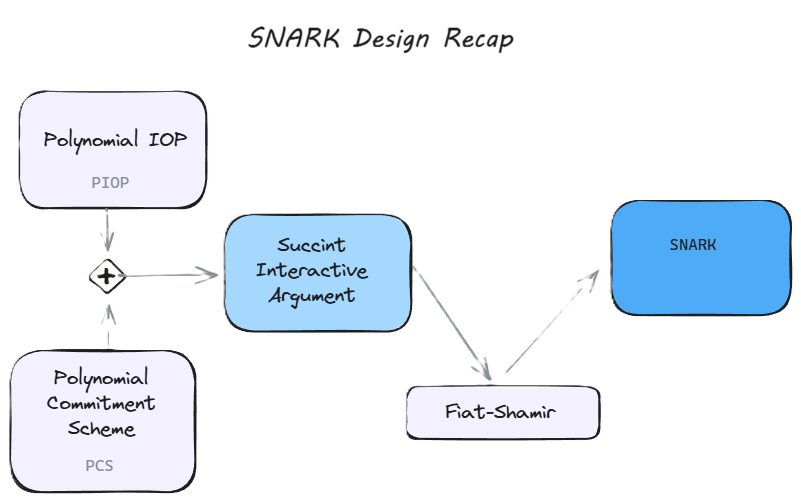 SNARK Design Recap
Polynomial IOP
PIOP
Succint
Interactive
Argument
SNARK
Polynomial
Commitment
Scheme
PCS
Fiat-Shamir